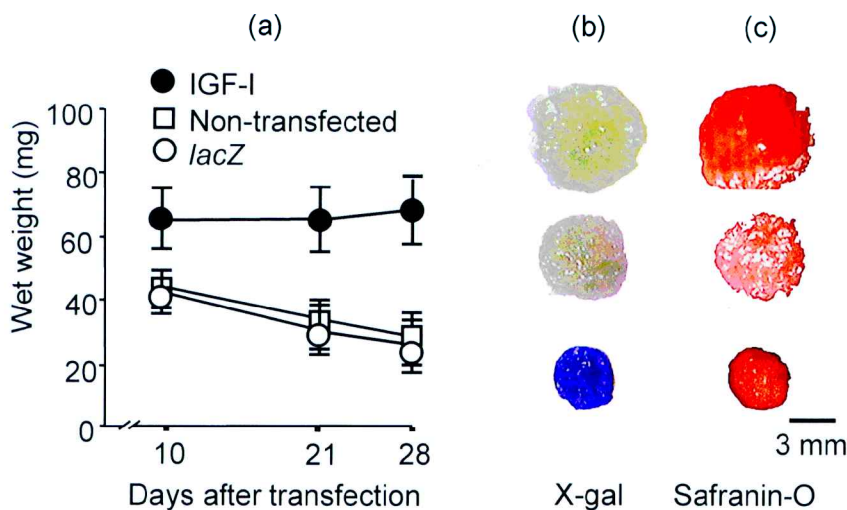 (a)
(b)
(c)
IGF-I
Non-transfected
lacZ
Wet weight (mg)
100
80
60
40
20
0
10
21
28
Days after transfection
X-gal
Safranin-O
3 mm